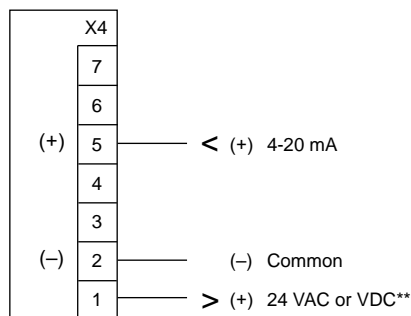 X4
7
6
(+) 5 < (+) 4-20 mA
4
3
(–) 2 (–) Common
1 > (+) 24 VAC or VDC**